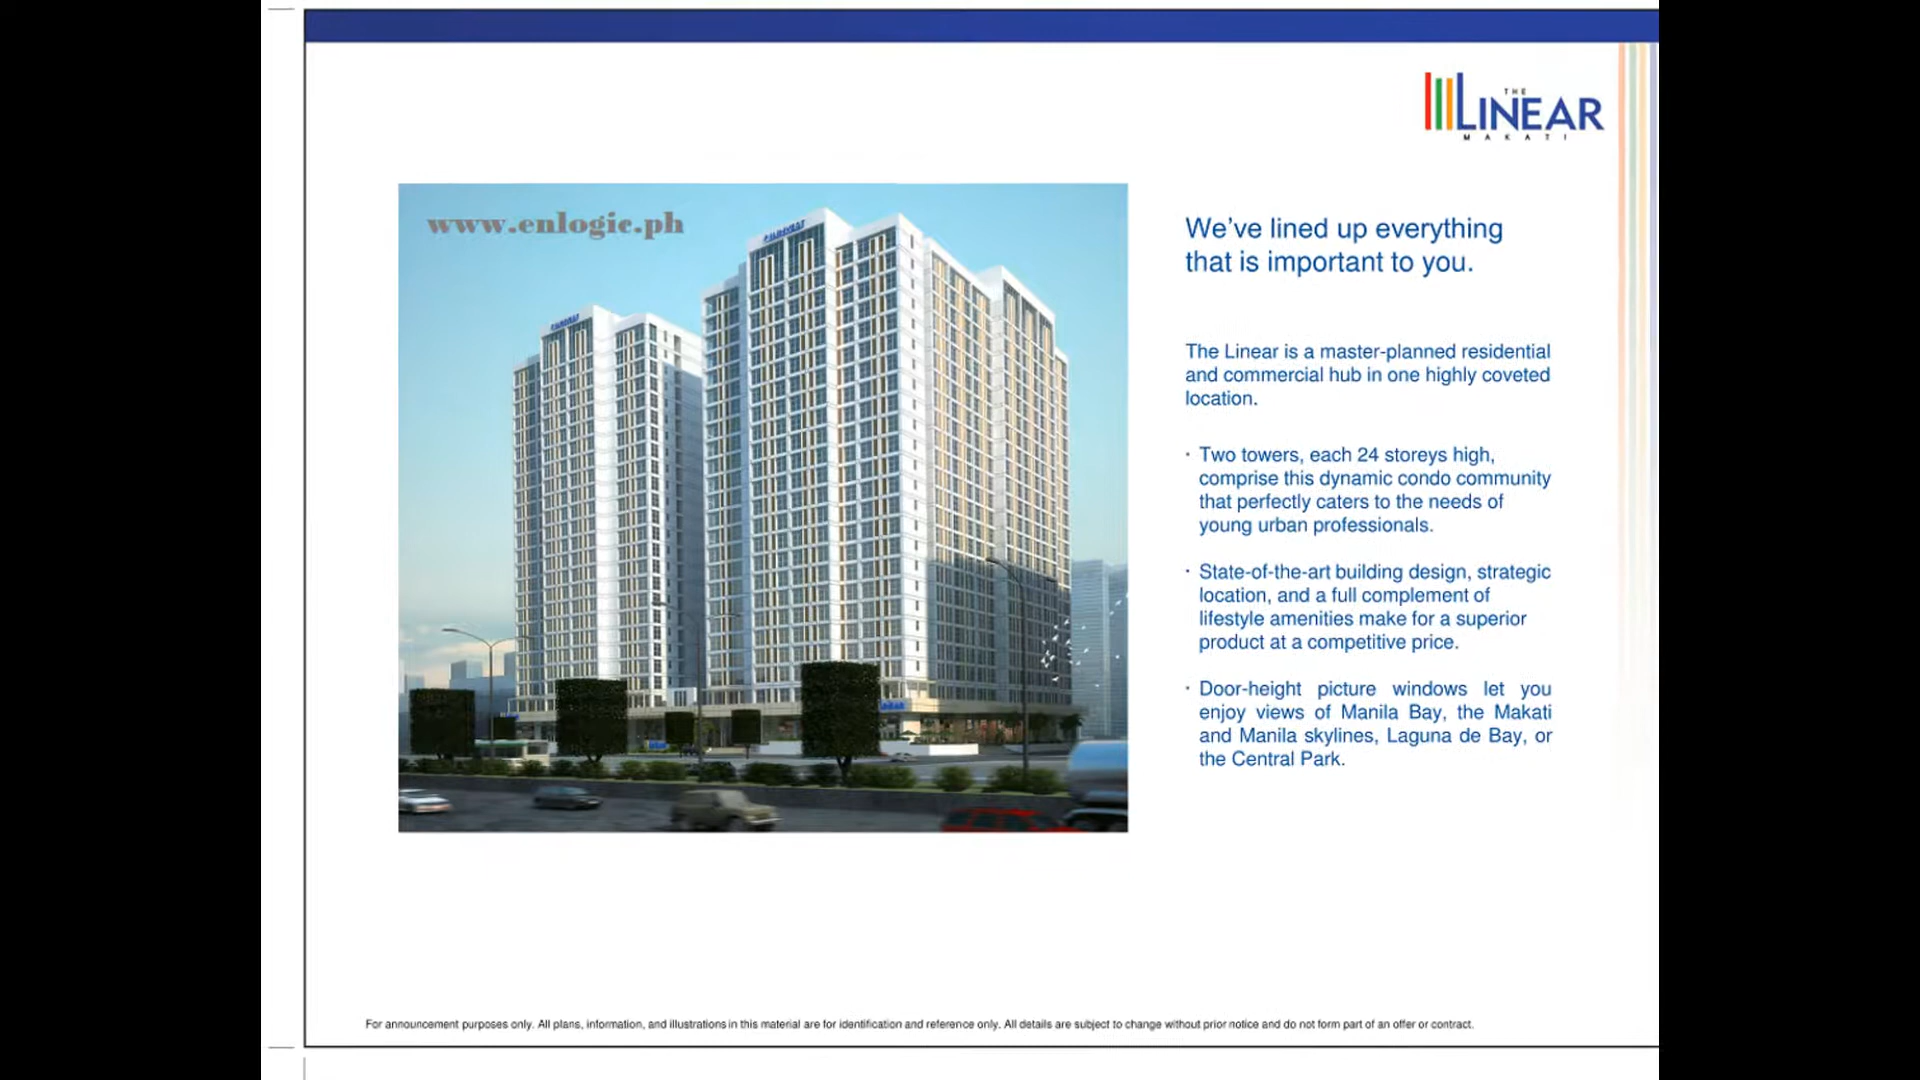 THE
LINEAR
MAKATI
www.enlogic.ph
We’ve lined up everything
that is important to you.
The Linear is a master-planned residential
and commercial hub in one highly coveted
location.
· Two towers, each 24 storeys high,
comprise this dynamic condo community
that perfectly caters to the needs of
young urban professionals.
· State-of-the-art building design, strategic
location, and a full complement of
lifestyle amenities make for a superior
product at a competitive price.
· Door-height picture windows let you
enjoy views of Manila Bay, the Makati
and Manila skylines, Laguna de Bay, or
the Central Park.
For announcement purposes only. All plans, information, and illustrations in this material are for identification and reference only. All details are subject to change without prior notice and do not form part of an offer or contract.